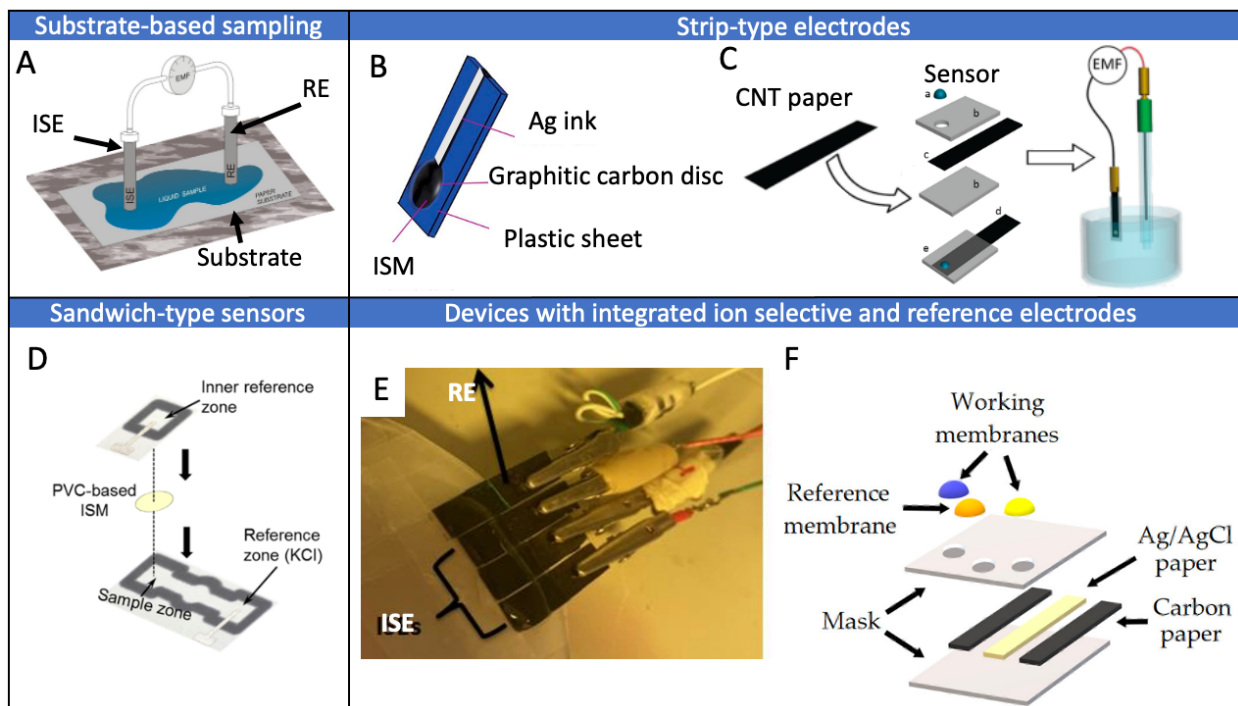 Substrate-based sampling
Strip-type electrodes
A
EMF
RE
ISE
ISE
RE
LIQUID SAMPLE
PAPER
SUBSTRATE
Substrate
B
Ag ink
Graphitic carbon disc
Plastic sheet
ISM
C
CNT paper
Sensor
a
b
c
b
d
e
EMF
Sandwich-type sensors
Devices with integrated ion selective and reference electrodes
D
Inner reference
zone
PVC-based
ISM
Reference
zone (KCl)
Sample zone
E
RE
ISE
F
Working
membranes
Reference
membrane
Ag/AgCl
paper
Mask
Carbon
paper